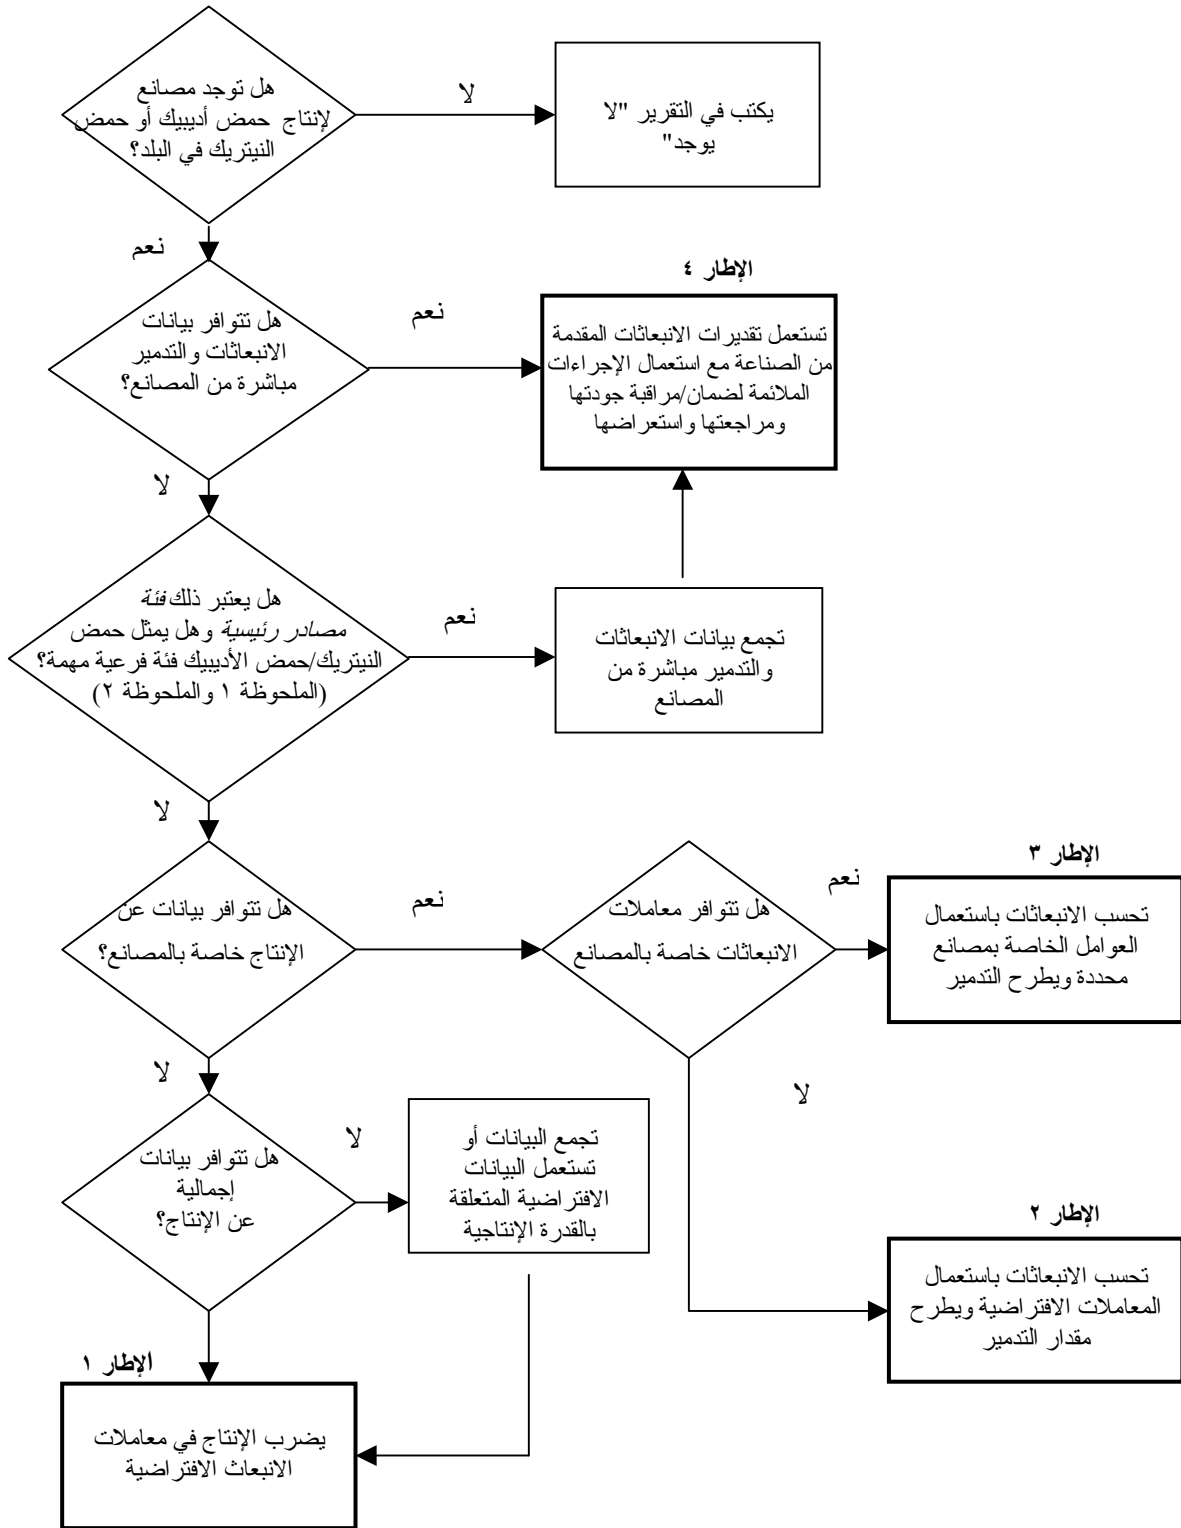 هل توجد مصانع
لإنتاج حمض أديبيك أو حمض
النيتريك في البلد؟
لا
يكتب في التقرير "لا
يوجد"
نعم
هل تتوافر بيانات
الانبعاثات والتدمير
مباشرة من المصانع؟
نعم
الإطار ٤
تستعمل تقديرات الانبعاثات المقدمة
من الصناعة مع استعمال الإجراءات
الملائمة لضمان/مراقبة جودتها
ومراجعتها واستعراضها
لا
هل يعتبر ذلك فئة
مصادر رئيسية وهل يمثل حمض
النيتريك/حمض الأديبيك فئة فرعية مهمة؟
(الملحوظة ١ والملحوظة ٢)
نعم
تجمع بيانات الانبعاثات
والتدمير مباشرة من
المصانع
لا
هل تتوافر بيانات عن
الإنتاج خاصة بالمصانع؟
نعم
هل تتوافر معاملات
الانبعاثات خاصة بالمصانع
نعم
الإطار ٣
تحسب الانبعاثات باستعمال
العوامل الخاصة بمصانع
محددة ويطرح التدمير
لا
الإطار ٢
تحسب الانبعاثات باستعمال
المعاملات الافتراضية ويطرح
مقدار التدمير
لا
هل تتوافر بيانات
إجمالية
عن الإنتاج؟
لا
تجمع البيانات أو
تستعمل البيانات
الافتراضية المتعلقة
بالقدرة الإنتاجية
الإطار ١
يضرب الإنتاج في معاملات
الانبعاث الافتراضية